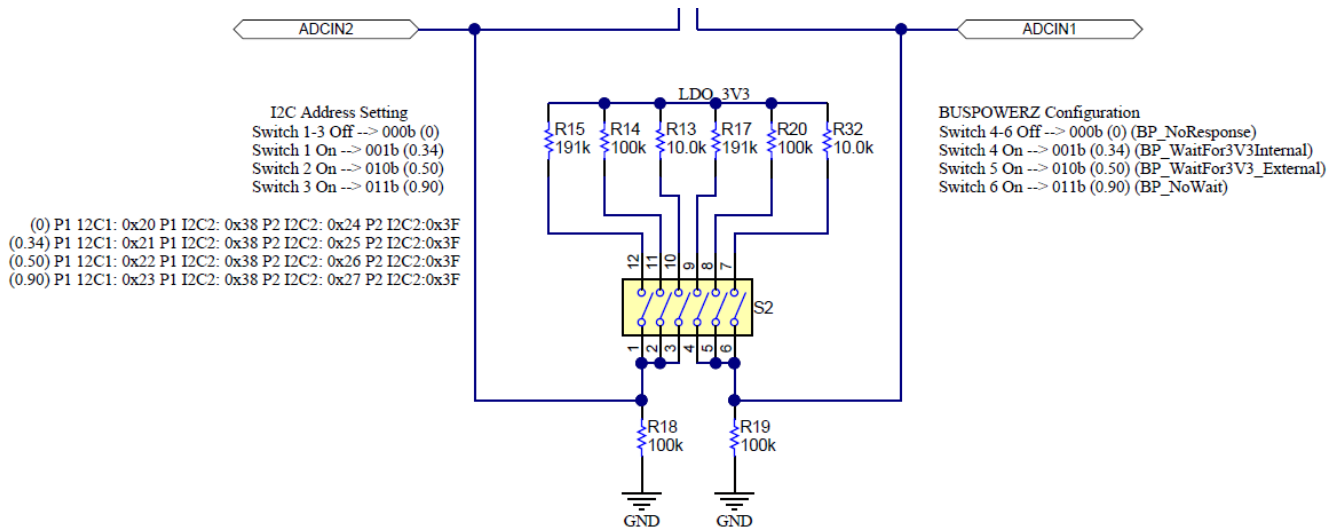 ADCIN2
ADCIN1
LDO_3V3
I2C Address Setting
Switch 1-3 Off --> 000b (0)
Switch 1 On --> 001b (0.34)
Switch 2 On --> 010b (0.50)
Switch 3 On --> 011b (0.90)
(0) P1 12C1: 0x20 P1 I2C2: 0x38 P2 I2C2: 0x24 P2 I2C2:0x3F
(0.34) P1 12C1: 0x21 P1 I2C2: 0x38 P2 I2C2: 0x25 P2 I2C2:0x3F
(0.50) P1 12C1: 0x22 P1 I2C2: 0x38 P2 I2C2: 0x26 P2 I2C2:0x3F
(0.90) P1 12C1: 0x23 P1 I2C2: 0x38 P2 I2C2: 0x27 P2 I2C2:0x3F
R15 R14 R13 R17 R20 R32
191k 100k 10.0k 191k 100k 10.0k
BUSPOWERZ Configuration
Switch 4-6 Off --> 000b (0) (BP_NoResponse)
Switch 4 On --> 001b (0.34) (BP_WaitFor3V3Internal)
Switch 5 On --> 010b (0.50) (BP_WaitFor3V3_External)
Switch 6 On --> 011b (0.90) (BP_NoWait)
12 11 10 9 8 7
S2
1 2 3 4 5 6
R18 R19
100k 100k
GND GND